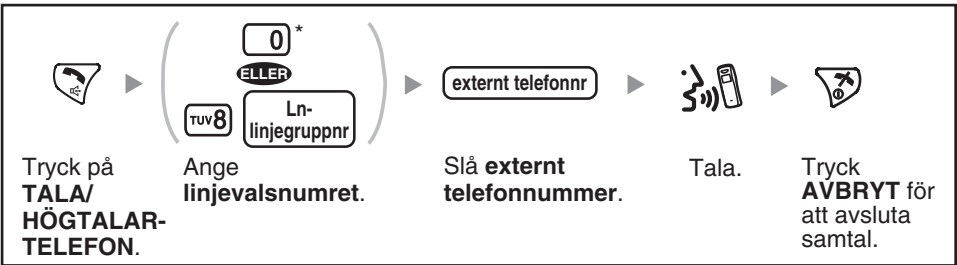 0*
ELLER
TUV8
Ln-
linjegruppnr
externt telefonnr
Tryck på
TALA/
HÖGTALAR-
TELEFON.
Ange
linjevalsnumret.
Slå externt
telefonnummer.
Tala.
Tryck
AVBRYT för
att avsluta
samtal.